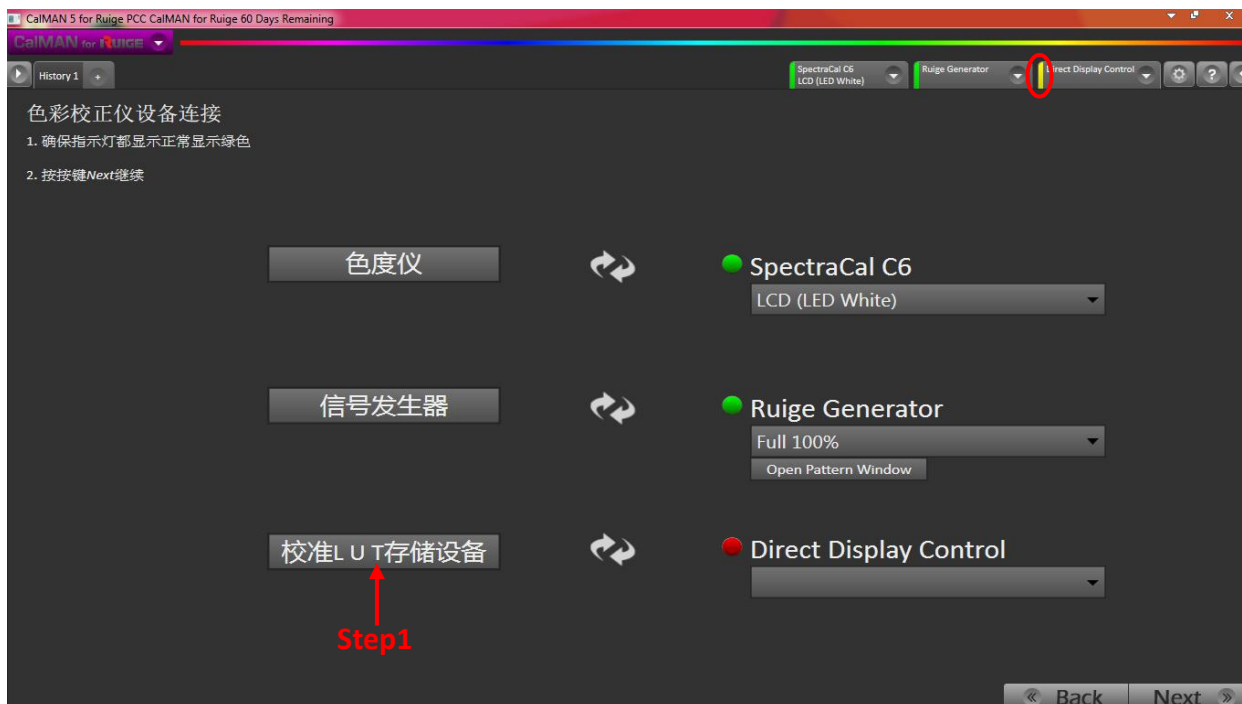 CalMAN 5 for Ruige PCC CalMAN for Ruige 60 Days Remaining
CalMAN for RUIGE
History 1
SpectraCal C6
LCD (LED White)
Ruige Generator
Direct Display Control
?
色彩校正仪设备连接
1. 确保指示灯都显示正常显示绿色
2. 按按键Next继续
色度仪
SpectraCal C6
LCD (LED White)
信号发生器
Ruige Generator
Full 100%
Open Pattern Window
校准L U T存储设备
Direct Display Control
Step1
Back
Next